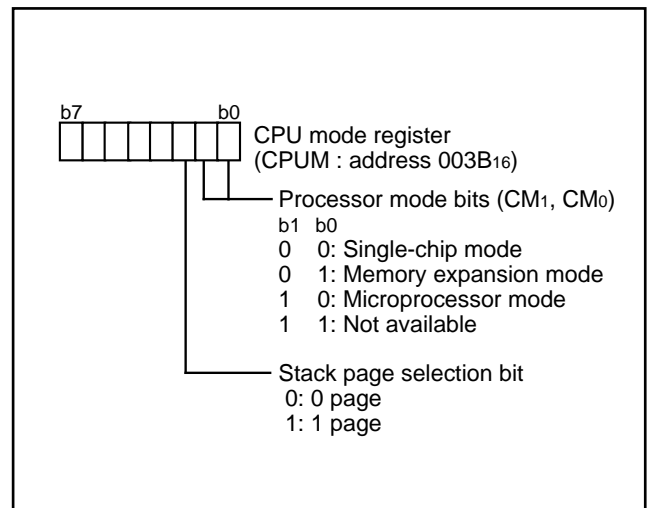 b7 b0
CPU mode register
(CPUM : address 003B₁₆)
Processor mode bits (CM₁, CM₀)
b1 b0
0 0: Single-chip mode
0 1: Memory expansion mode
1 0: Microprocessor mode
1 1: Not available
Stack page selection bit
0: 0 page
1: 1 page